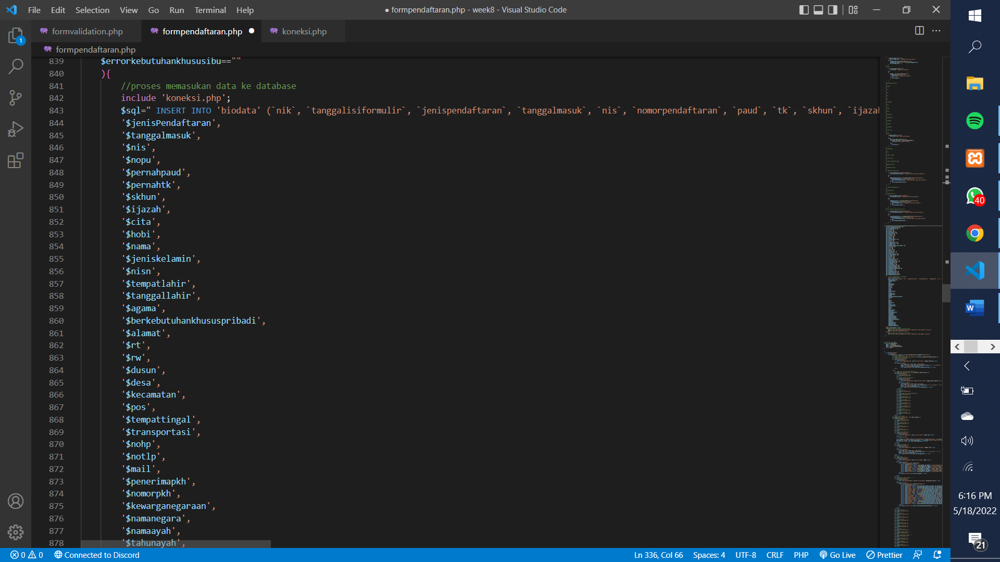 File Edit Selection View Go Run Terminal Help
● formpendaftaran.php - week8 - Visual Studio Code
formvalidation.php
formpendaftaran.php
koneksi.php
1
formpendaftaran.php
839 $errorkebutuhankhususibu==""
840 ){
841 //proses memasukan data ke database
842 include 'koneksi.php';
843 $sql=" INSERT INTO 'biodata' (`nik`, `tanggalisiformulir`, `jenispendaftaran`, `tanggalmasuk`, `nis`, `nomorpendaftaran`, `paud`, `tk`, `skhun`, `ijazah
844 '$jenisPendaftaran',
845 '$tanggalmasuk',
846 '$nis',
847 '$nopu',
848 '$pernahpaud',
849 '$pernahtk',
850 '$skhun',
851 '$ijazah',
852 '$cita',
853 '$hobi',
854 '$nama',
855 '$jeniskelamin',
856 '$nisn',
857 '$tempatlahir',
858 '$tanggallahir',
859 '$agama',
860 '$berkebutuhankhususpribadi',
861 '$alamat',
862 '$rt',
863 '$rw',
864 '$dusun',
865 '$desa',
866 '$kecamatan',
867 '$pos',
868 '$tempattingal',
869 '$transportasi',
870 '$nohp',
871 '$notlp',
872 '$mail',
873 '$penerimapkh',
874 '$nomorpkh',
875 '$kewarganegaraan',
876 '$namanegara',
877 '$namaayah',
878 '$tahunayah',
0 0 Connected to Discord
Ln 336, Col 66 Spaces: 4 UTF-8 CRLF PHP Go Live Prettier
40
W
6:16 PM
5/18/2022
21